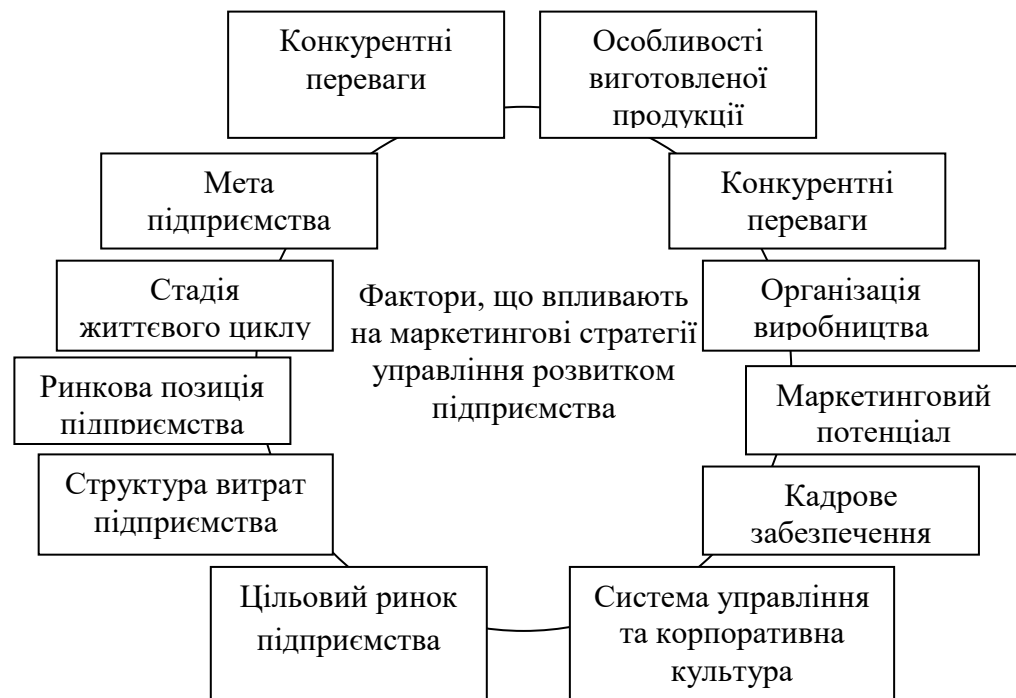 Конкурентні
переваги
Особливості
виготовленої
продукції
Мета
підприємства
Конкурентні
переваги
Стадія
життєвого циклу
Фактори, що впливають
на маркетингові стратегії
управління розвитком
підприємства
Організація
виробництва
Ринкова позиція
підприємства
Маркетинговий
потенціал
Структура витрат
підприємства
Кадрове
забезпечення
Цільовий ринок
підприємства
Система управління
та корпоративна
культура